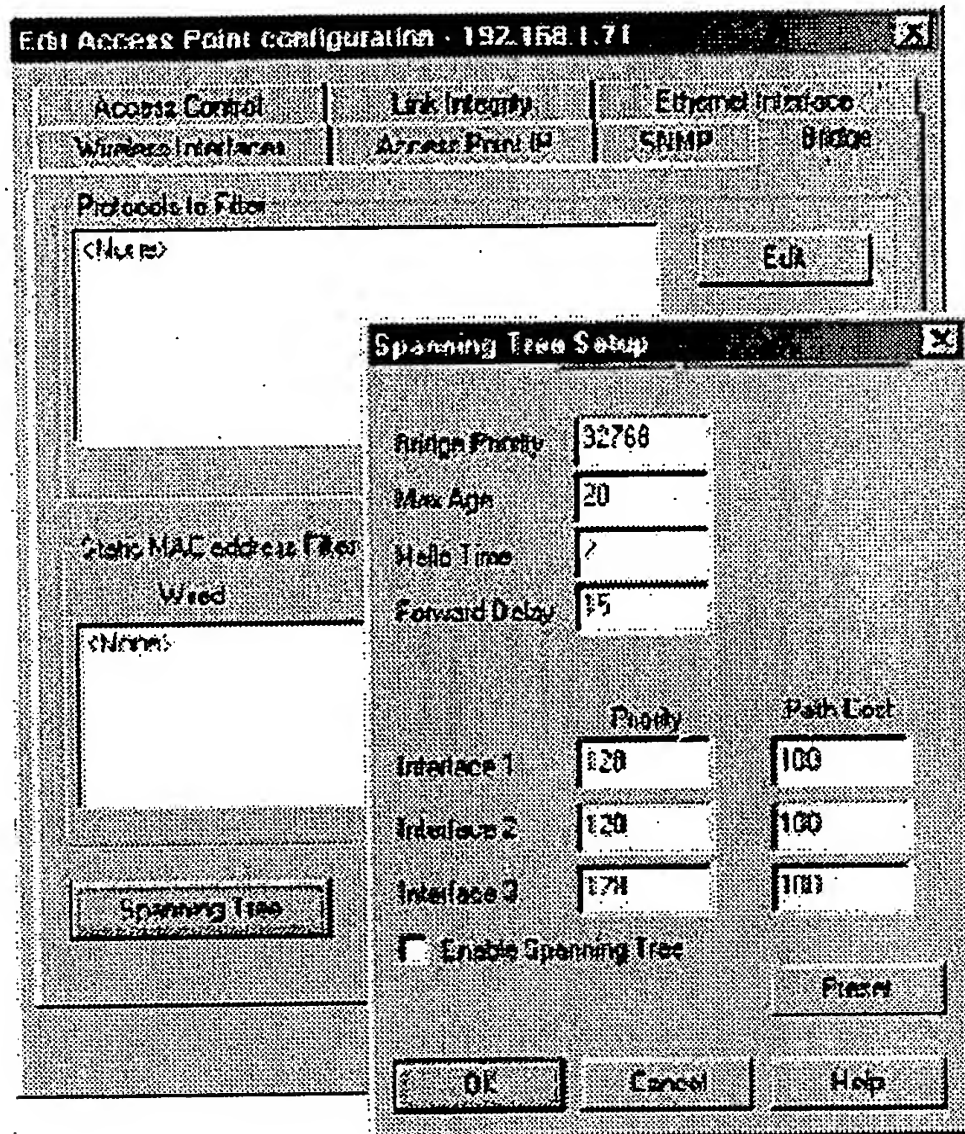 Edit Access Point configuration - 192.168.1.71
Access Control
Link Integrity
Ethernet Interface
Wireless Interfaces
Access Point IP
SNMP
Bridge
Protocols to Filter
<None>
Edit
Static MAC address Filter
Wired
<None>
Spanning Tree
Spanning Tree Setup
Bridge Priority 32768
Max Age 20
Hello Time 2
Forward Delay 15
Priority Path Cost
Interface 1 128 100
Interface 2 128 100
Interface 3 128 100
Enable Spanning Tree
Preset
OK Cancel Help